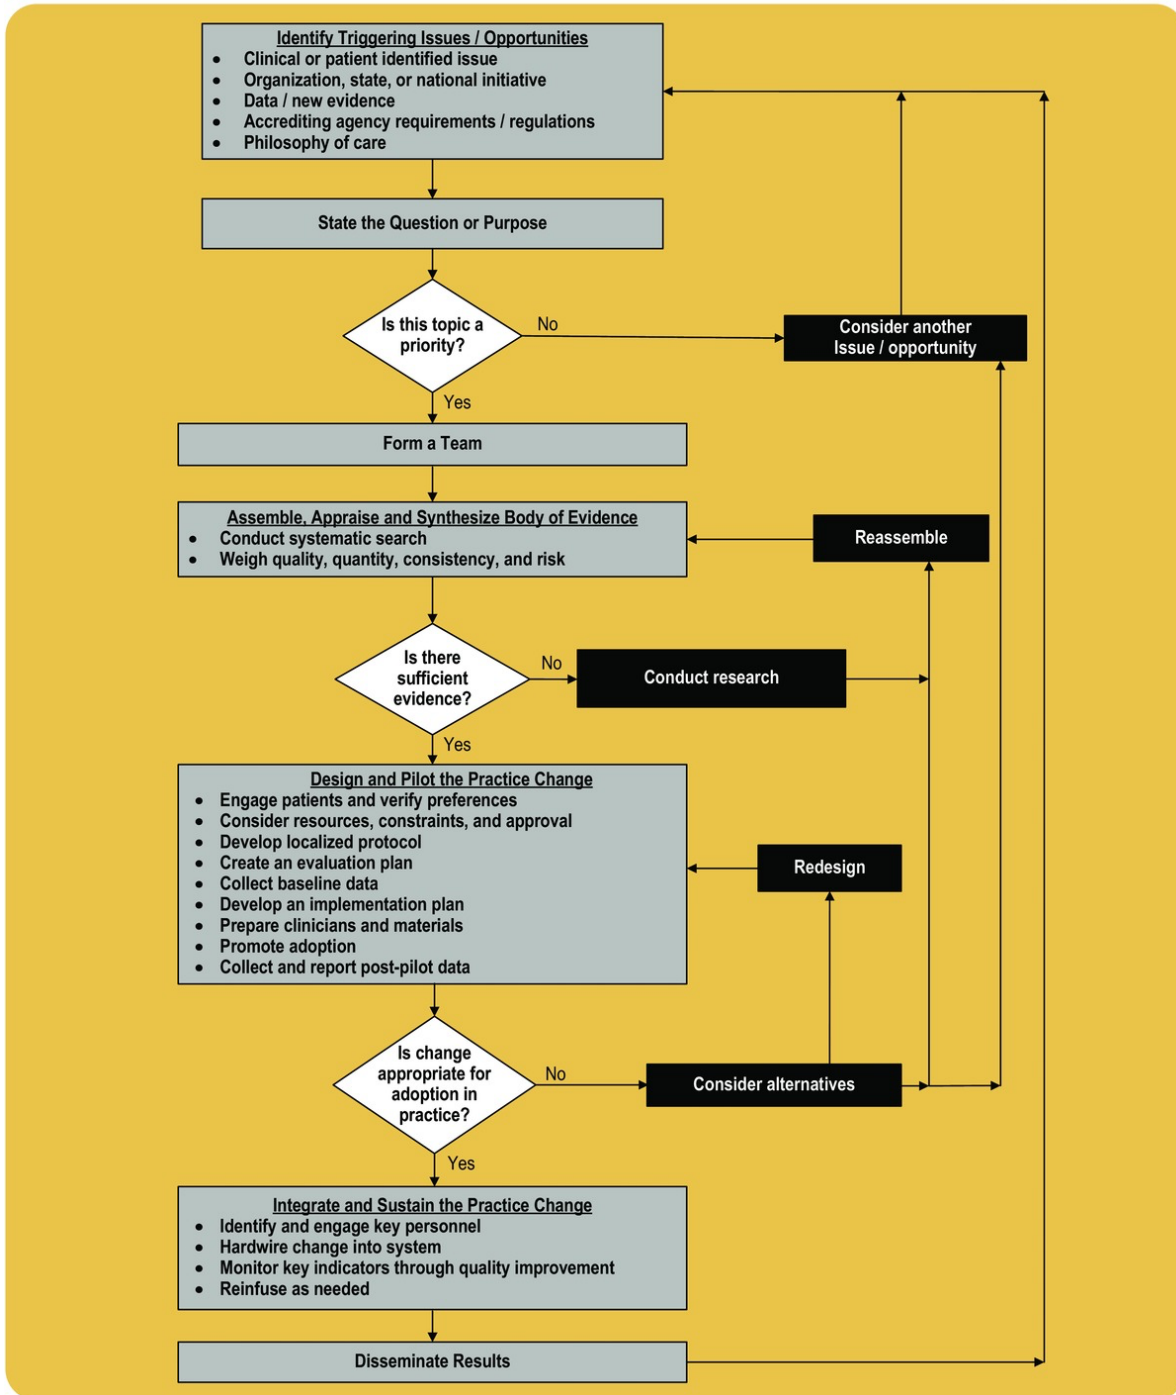 Identify Triggering Issues / Opportunities
• Clinical or patient identified issue
• Organization, state, or national initiative
• Data / new evidence
• Accrediting agency requirements / regulations
• Philosophy of care
State the Question or Purpose
Is this topic a
priority?
No
Consider another
Issue / opportunity
Yes
Form a Team
Assemble, Appraise and Synthesize Body of Evidence
• Conduct systematic search
• Weigh quality, quantity, consistency, and risk
Reassemble
Is there
sufficient
evidence?
No
Conduct research
Yes
Design and Pilot the Practice Change
• Engage patients and verify preferences
• Consider resources, constraints, and approval
• Develop localized protocol
• Create an evaluation plan
• Collect baseline data
• Develop an implementation plan
• Prepare clinicians and materials
• Promote adoption
• Collect and report post-pilot data
Redesign
Is change
appropriate for
adoption in
practice?
No
Consider alternatives
Yes
Integrate and Sustain the Practice Change
• Identify and engage key personnel
• Hardwire change into system
• Monitor key indicators through quality improvement
• Reinfuse as needed
Disseminate Results